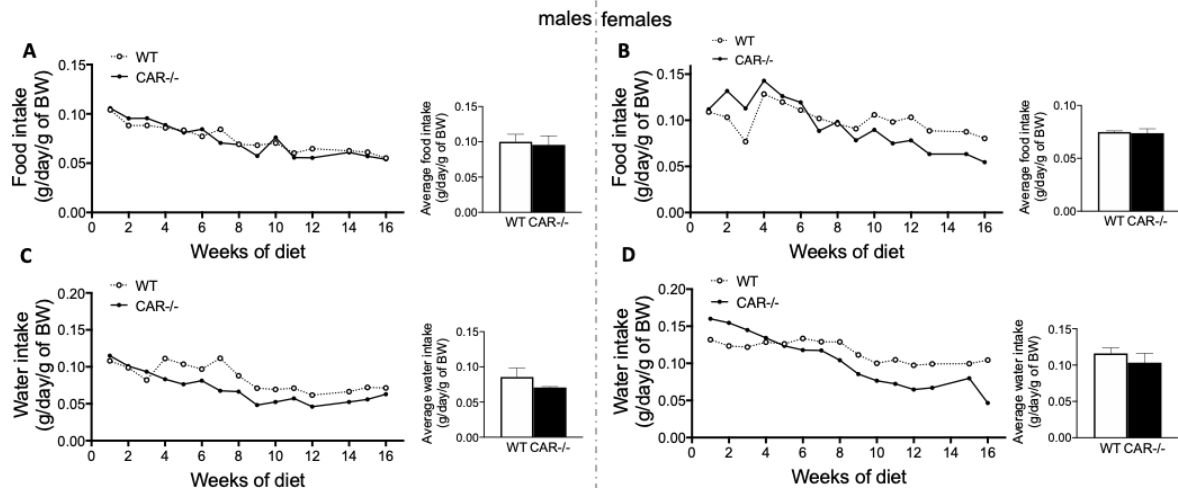 males females
A
WT
CAR-/-
Food intake
(g/day/g of BW)
0.15
0.10
0.05
0.00
0 2 4 6 8 10 12 14 16
Weeks of diet
Average food intake
(g/day/g of BW)
0.15
0.10
0.05
0.00
WT CAR-/-
B
WT
CAR-/-
Food intake
(g/day/g of BW)
0.15
0.10
0.05
0.00
0 2 4 6 8 10 12 14 16
Weeks of diet
Average food intake
(g/day/g of BW)
0.10
0.05
0.00
WT CAR-/-
C
WT
CAR-/-
Water intake
(g/day/g of BW)
0.20
0.15
0.10
0.05
0.00
0 2 4 6 8 10 12 14 16
Weeks of diet
Average water intake
(g/day/g of BW)
0.15
0.10
0.05
0.00
WT CAR-/-
D
WT
CAR-/-
Water intake
(g/day/g of BW)
0.20
0.15
0.10
0.05
0.00
0 2 4 6 8 10 12 14 16
Weeks of diet
Average water intake
(g/day/g of BW)
0.15
0.10
0.05
0.00
WT CAR-/-